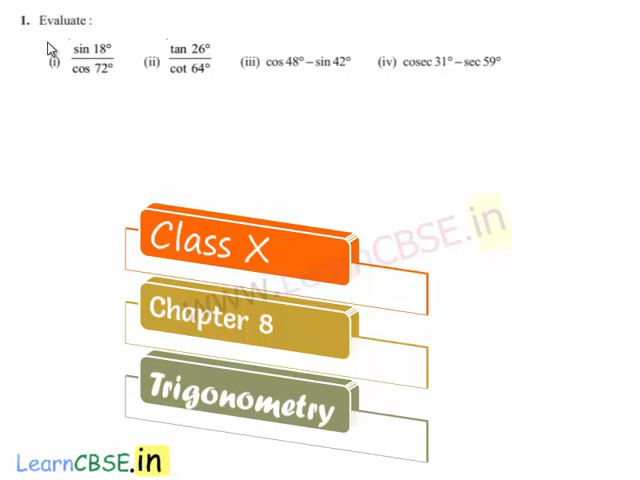 1. Evaluate :
(i) sin 18° / cos 72° (ii) tan 26° / cot 64° (iii) cos 48° – sin 42° (iv) cosec 31° – sec 59°
www.LearnCBSE.in
Class X
Chapter 8
Trigonometry
LearnCBSE.in